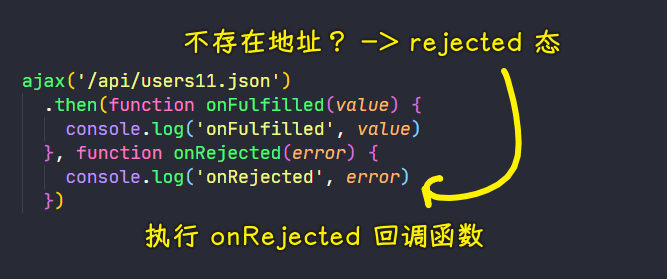 不存在地址？ -> rejected 态
ajax('/api/users11.json')
.then(function onFulfilled(value) {
console.log('onFulfilled', value)
}, function onRejected(error) {
console.log('onRejected', error)
})
执行 onRejected 回调函数